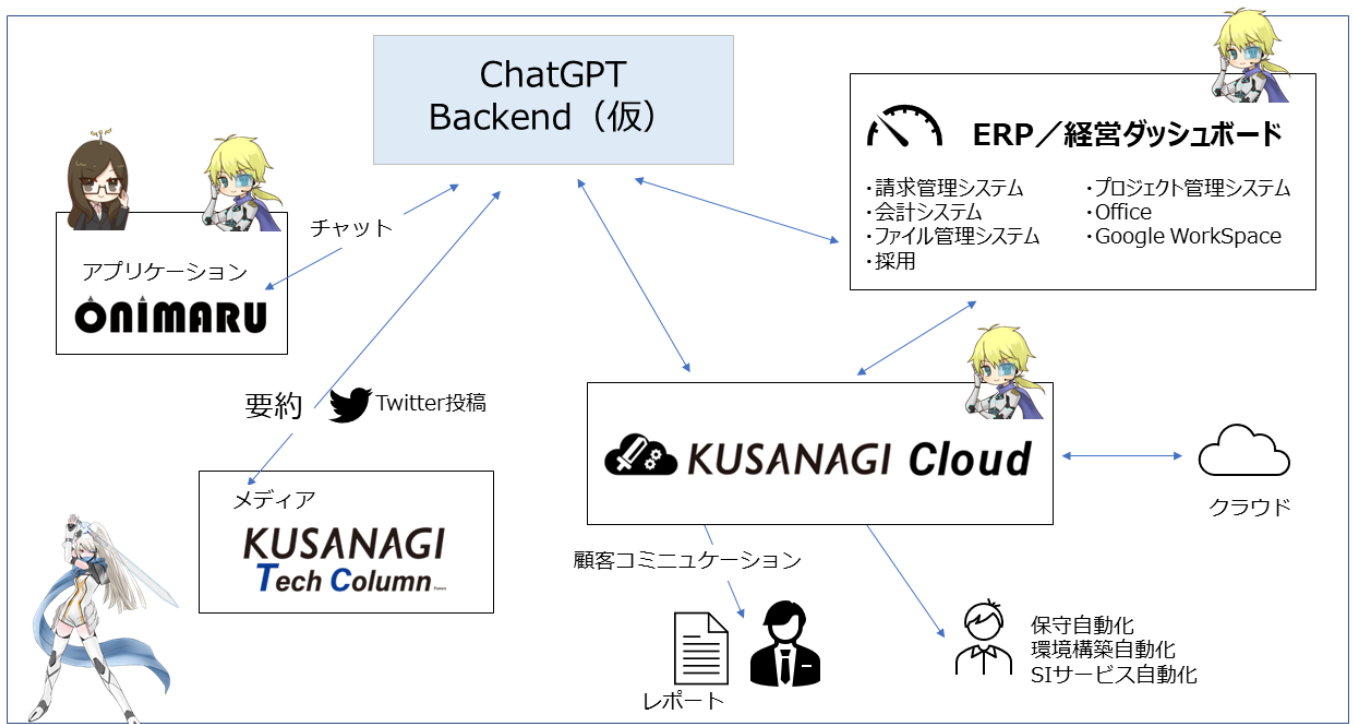 ChatGPT
Backend（仮）
ERP／経営ダッシュボード
・請求管理システム
・会計システム
・ファイル管理システム
・採用
・プロジェクト管理システム
・Office
・Google WorkSpace
チャット
アプリケーション
ONIMARU
要約
Twitter投稿
メディア
KUSANAGI
Tech Column
KUSANAGI Cloud
クラウド
顧客コミニュケーション
レポート
保守自動化
環境構築自動化
SIサービス自動化